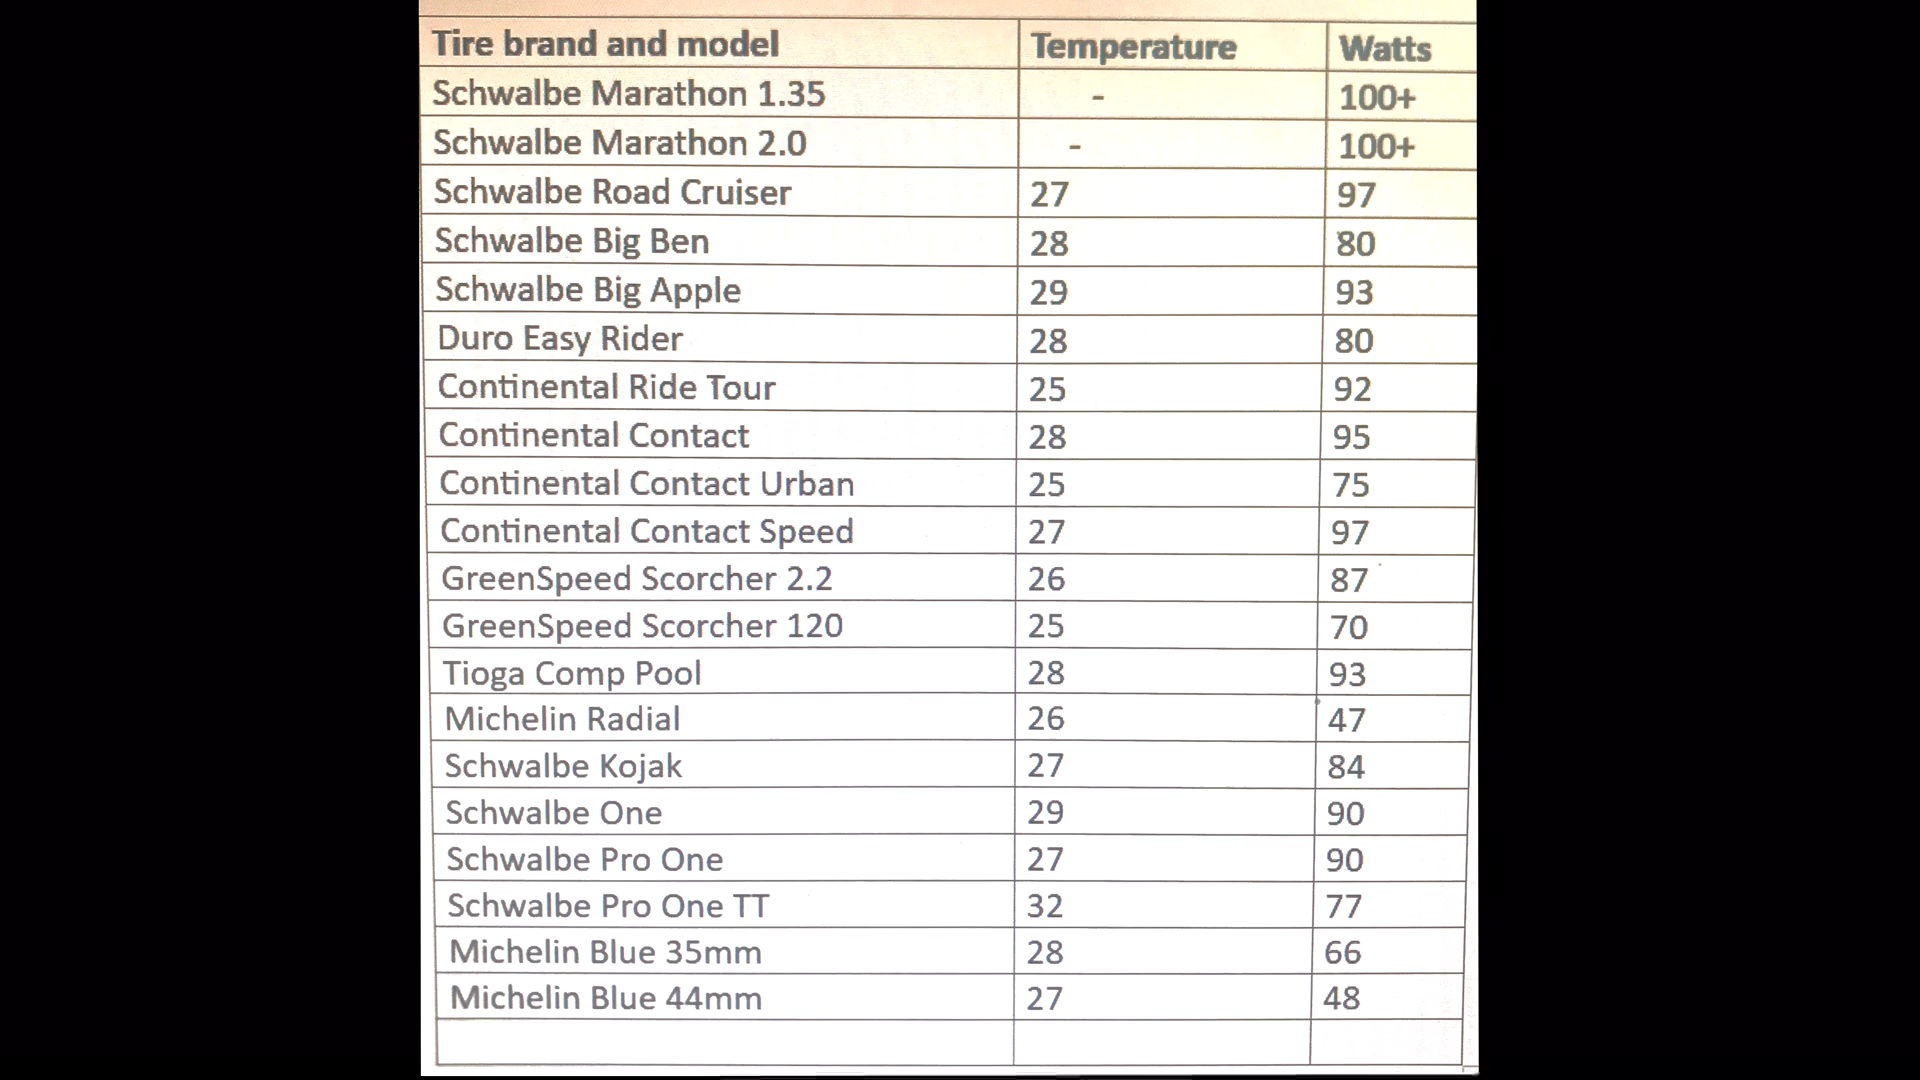 Tire brand and model Temperature Watts
Schwalbe Marathon 1.35 - 100+
Schwalbe Marathon 2.0 - 100+
Schwalbe Road Cruiser 27 97
Schwalbe Big Ben 28 80
Schwalbe Big Apple 29 93
Duro Easy Rider 28 80
Continental Ride Tour 25 92
Continental Contact 28 95
Continental Contact Urban 25 75
Continental Contact Speed 27 97
GreenSpeed Scorcher 2.2 26 87
GreenSpeed Scorcher 120 25 70
Tioga Comp Pool 28 93
Michelin Radial 26 47
Schwalbe Kojak 27 84
Schwalbe One 29 90
Schwalbe Pro One 27 90
Schwalbe Pro One TT 32 77
Michelin Blue 35mm 28 66
Michelin Blue 44mm 27 48